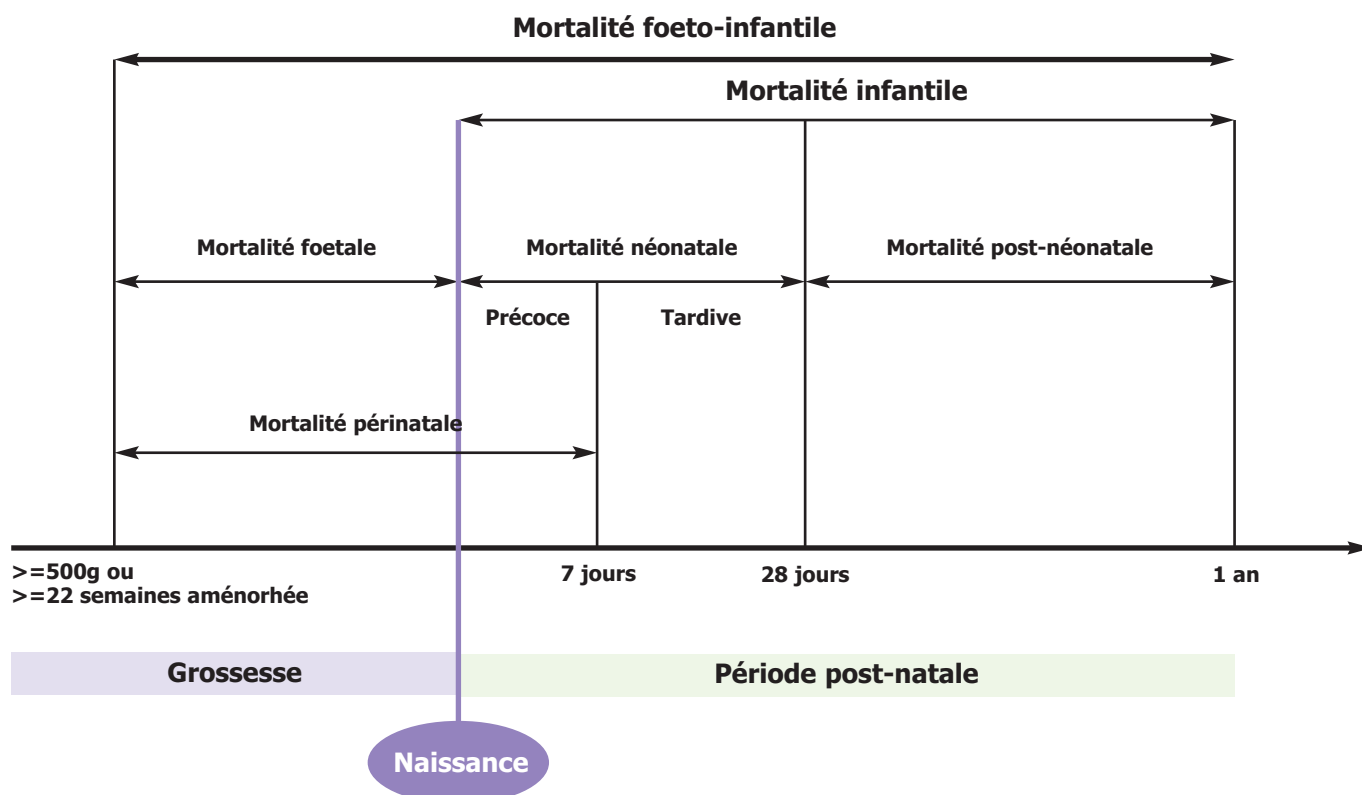 Mortalité foeto-infantile
Mortalité infantile
Mortalité foetale
Mortalité néonatale
Mortalité post-néonatale
Précoce
Tardive
Mortalité périnatale
>=500g ou
>=22 semaines aménorhée
7 jours
28 jours
1 an
Grossesse
Période post-natale
Naissance